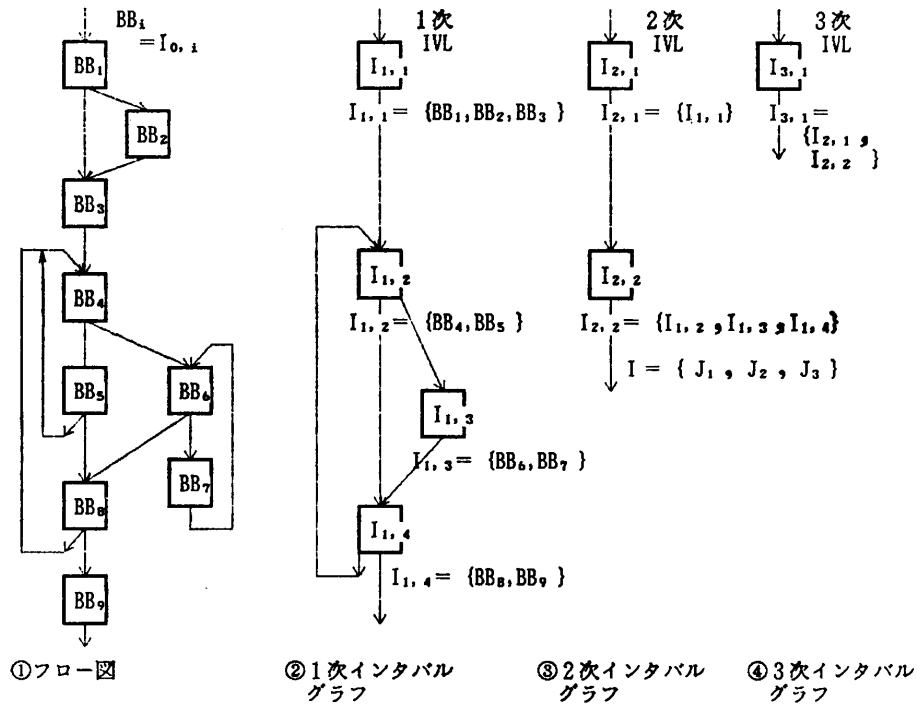 BBᵢ
=I₀,ᵢ
BB₁
BB₂
BB₃
BB₄
BB₅
BB₆
BB₇
BB₈
BB₉
①フロー図
1次
IVL
I₁,₁
I₁,₁= {BB₁,BB₂,BB₃ }
I₁,₂
I₁,₂= {BB₄,BB₅ }
I₁,₃
I₁,₃= {BB₆,BB₇ }
I₁,₄
I₁,₄= {BB₈,BB₉ }
②1次インタバル
グラフ
2次
IVL
I₂,₁
I₂,₁= {I₁,₁}
I₂,₂
I₂,₂= {I₁,₂,I₁,₃,I₁,₄}
I = { J₁ , J₂ , J₃ }
③2次インタバル
グラフ
3次
IVL
I₃,₁
I₃,₁=
{I₂,₁ ,
I₂,₂ }
④3次インタバル
グラフ